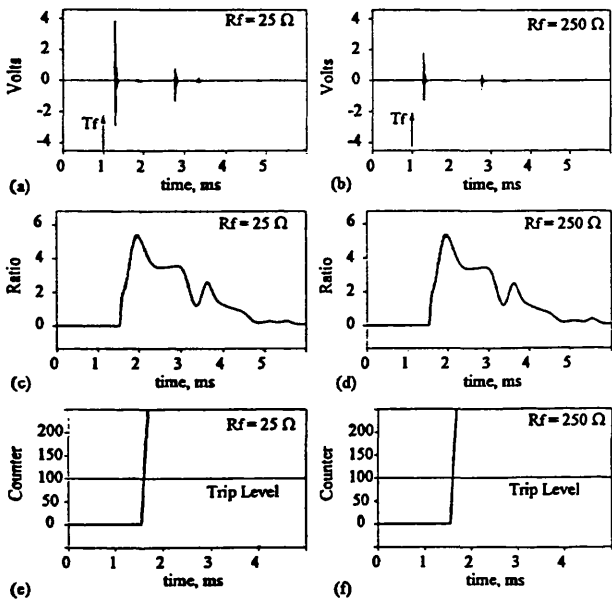 4
2
0
-2
-4
Volts
Rf = 25 Ω
Tf
0 1 2 3 4 5
time, ms
(a)
4
2
0
-2
-4
Volts
Rf = 250 Ω
Tf
0 1 2 3 4 5
time, ms
(b)
6
4
2
0
Ratio
Rf = 25 Ω
0 1 2 3 4 5
time, ms
(c)
6
4
2
0
Ratio
Rf = 250 Ω
0 1 2 3 4 5
time, ms
(d)
200
150
100
50
0
Counter
Rf = 25 Ω
Trip Level
0 1 2 3 4 5
time, ms
(e)
200
150
100
50
0
Counter
Rf = 250 Ω
Trip Level
0 1 2 3 4 5
time, ms
(f)